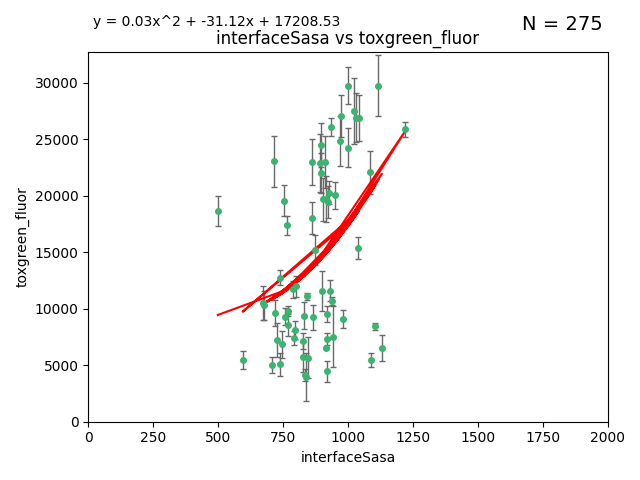 y = 0.03x^2 + -31.12x + 17208.53
N = 275
interfaceSasa vs toxgreen_fluor
30000
25000
20000
15000
10000
5000
0
toxgreen_fluor
0 250 500 750 1000 1250 1500 1750 2000
interfaceSasa